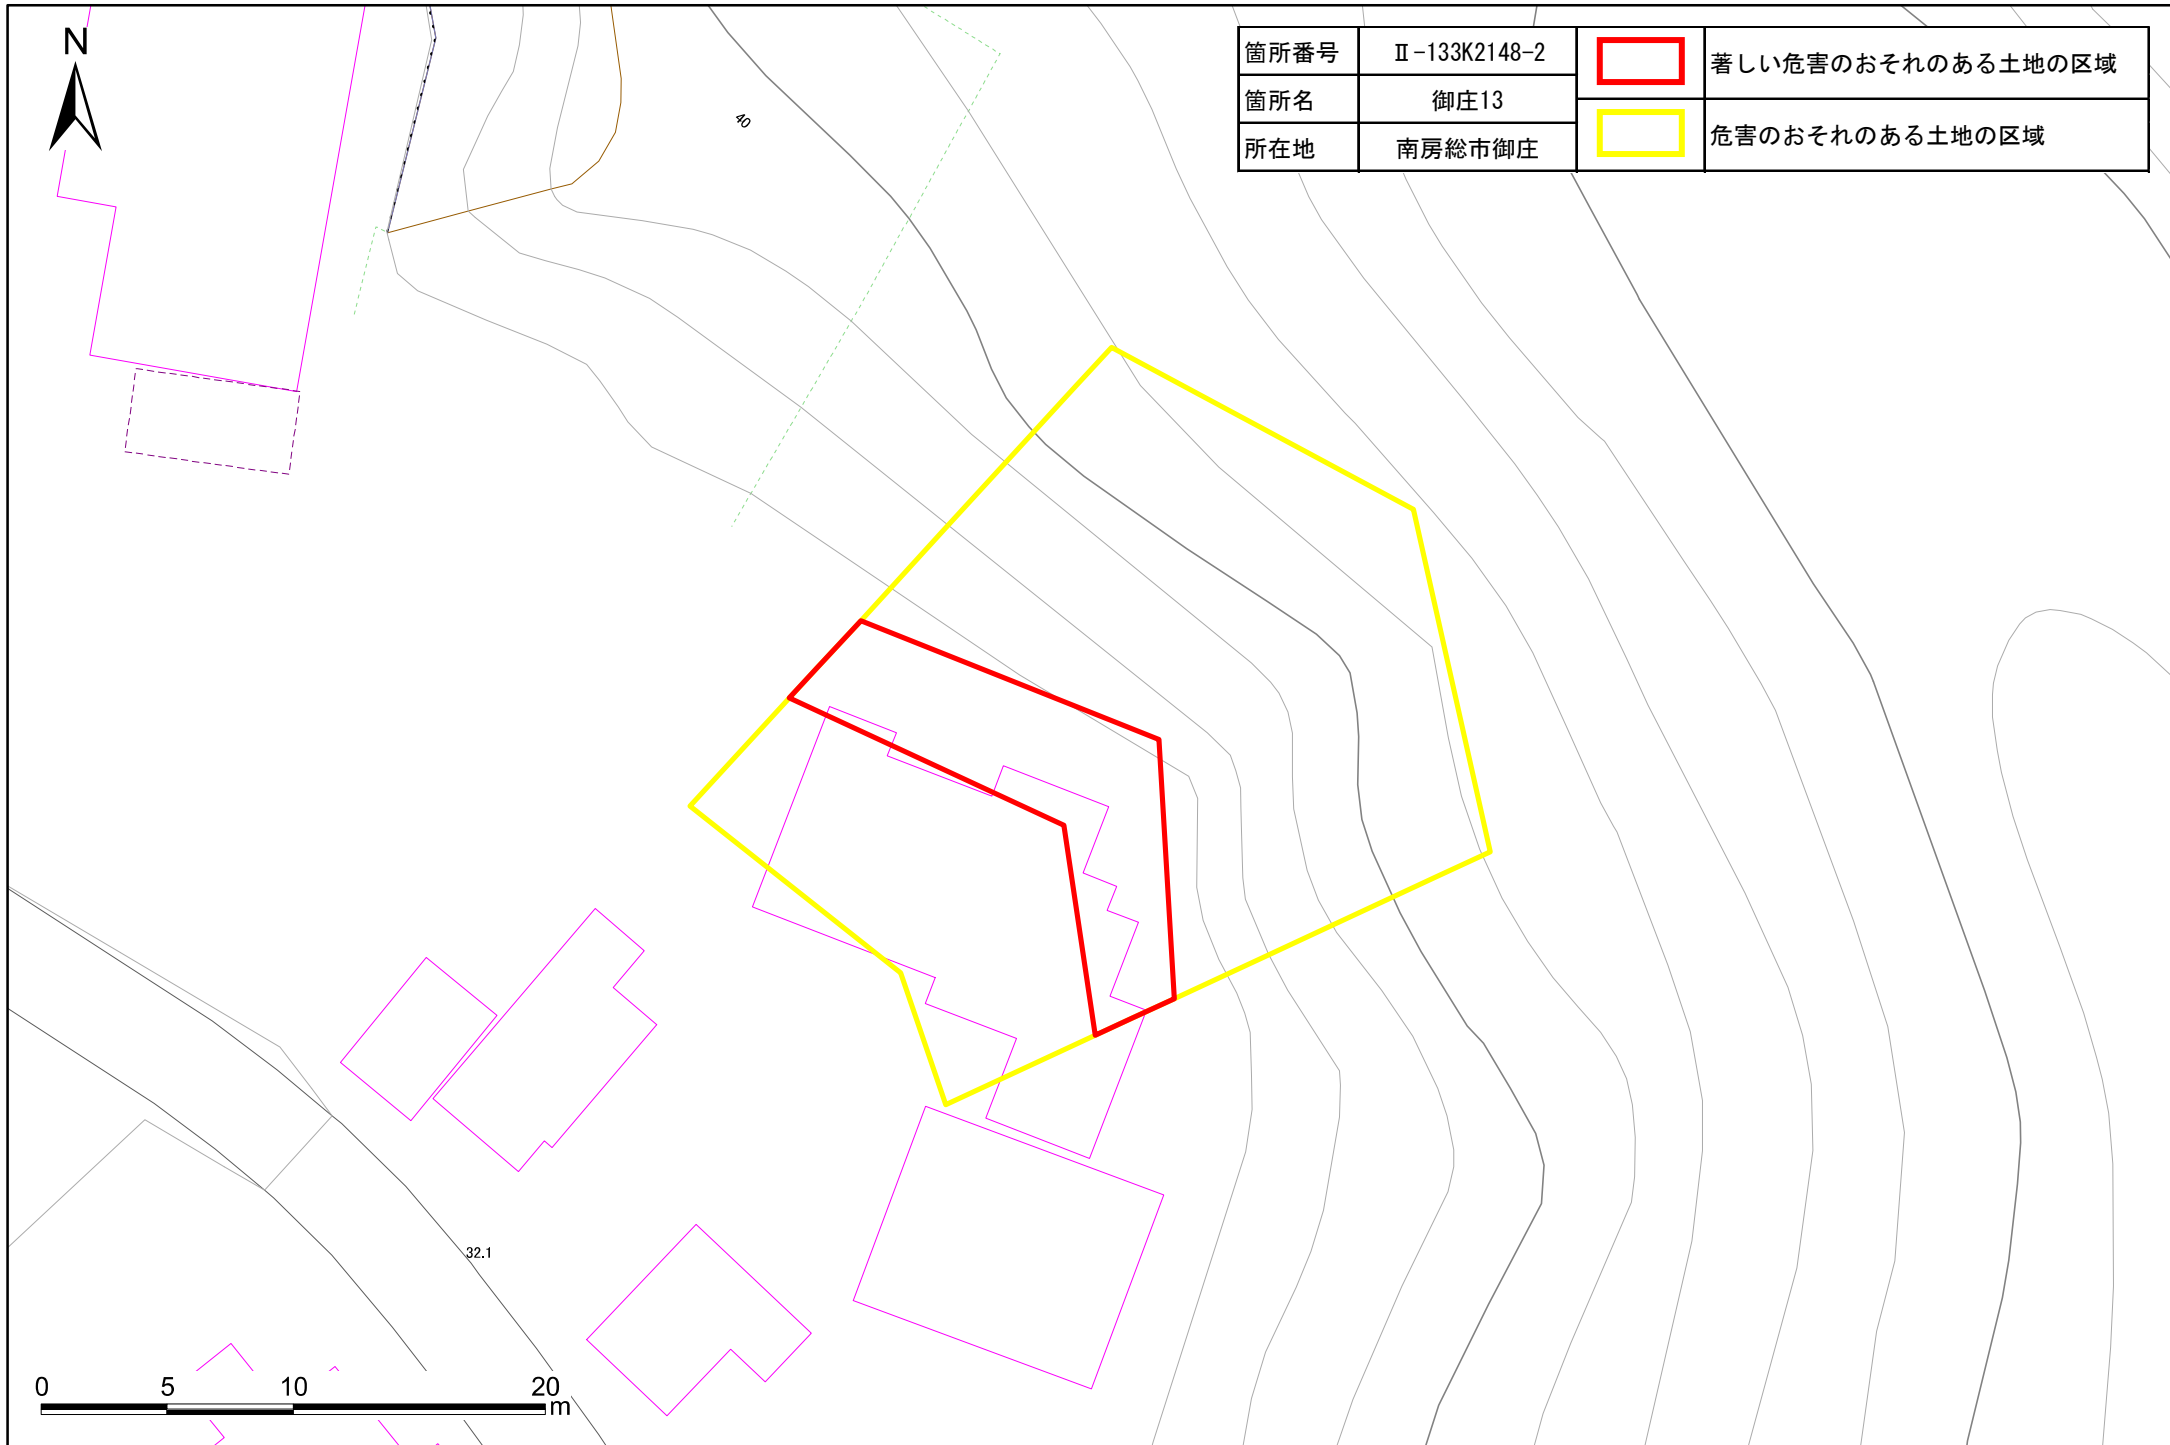 N
箇所番号 Ⅱ-133K2148-2
箇所名 御庄13
所在地 南房総市御庄
著しい危害のおそれのある土地の区域
危害のおそれのある土地の区域
40
32.1
0 5 10 20
m